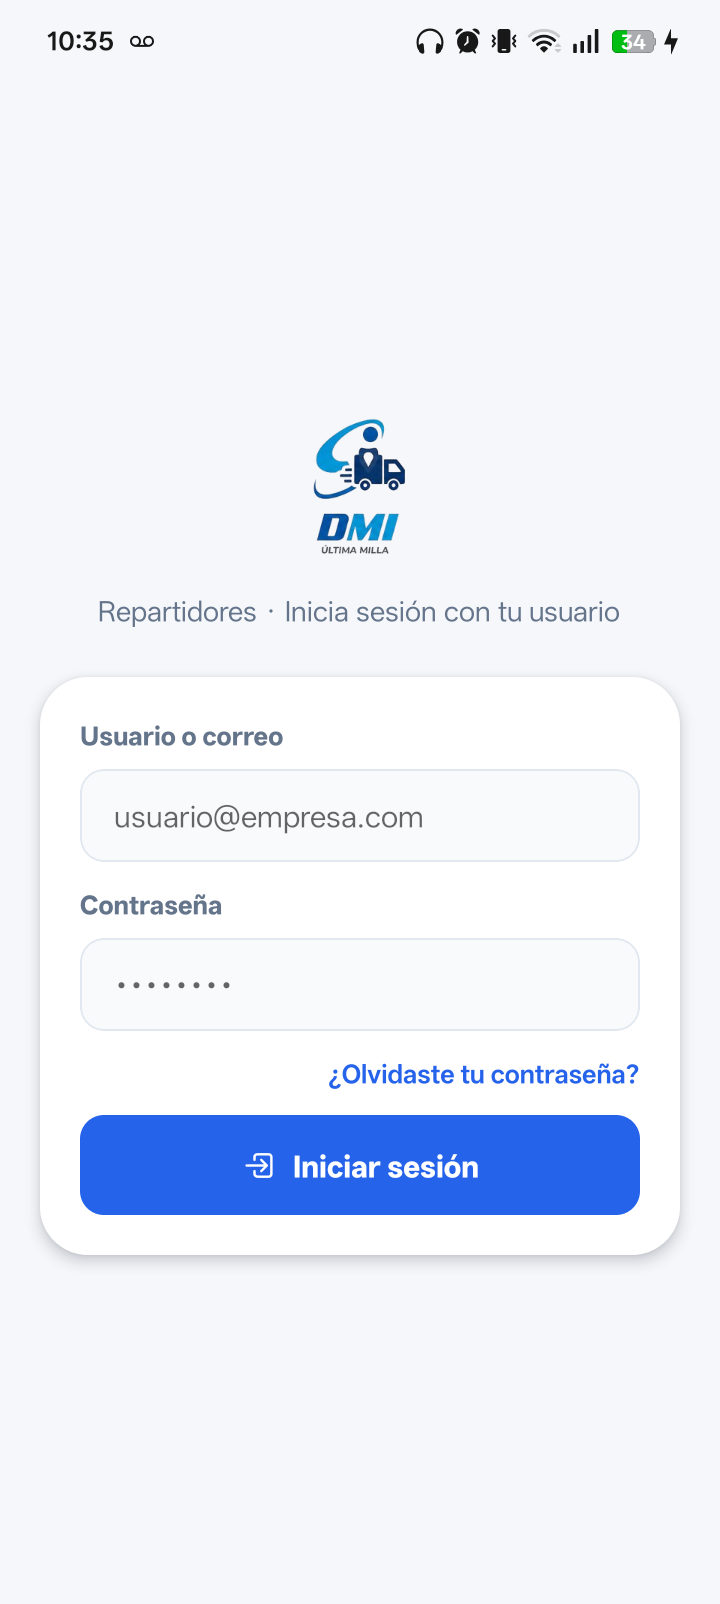 10:35
34
DMI
ÚLTIMA MILLA
Repartidores · Inicia sesión con tu usuario
Usuario o correo
usuario@empresa.com
Contraseña
••••••••
¿Olvidaste tu contraseña?
Iniciar sesión